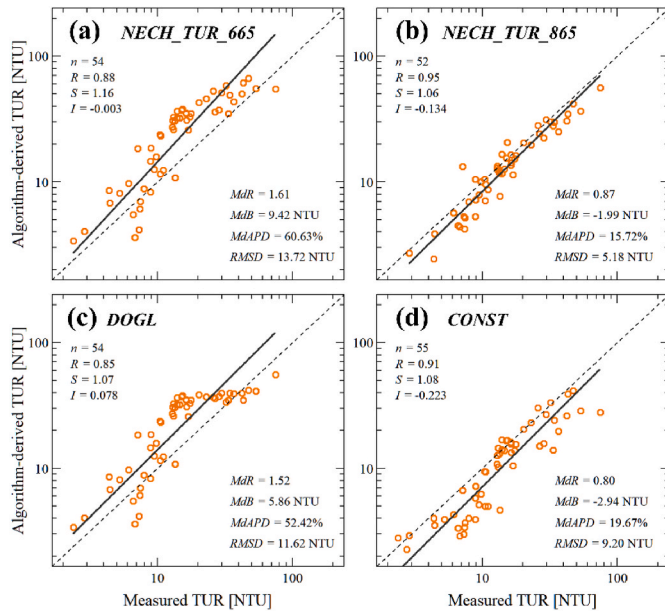 (a) NECH_TUR_665
n = 54
R = 0.88
S = 1.16
I = -0.003
MdR = 1.61
MdB = 9.42 NTU
MdAPD = 60.63%
RMSD = 13.72 NTU
100
10
Algorithm-derived TUR [NTU]
(b) NECH_TUR_865
n = 52
R = 0.95
S = 1.06
I = -0.134
MdR = 0.87
MdB = -1.99 NTU
MdAPD = 15.72%
RMSD = 5.18 NTU
(c) DOGL
n = 54
R = 0.85
S = 1.07
I = 0.078
MdR = 1.52
MdB = 5.86 NTU
MdAPD = 52.42%
RMSD = 11.62 NTU
100
10
Algorithm-derived TUR [NTU]
10 100
Measured TUR [NTU]
(d) CONST
n = 55
R = 0.91
S = 1.08
I = -0.223
MdR = 0.80
MdB = -2.94 NTU
MdAPD = 19.67%
RMSD = 9.20 NTU
10 100
Measured TUR [NTU]